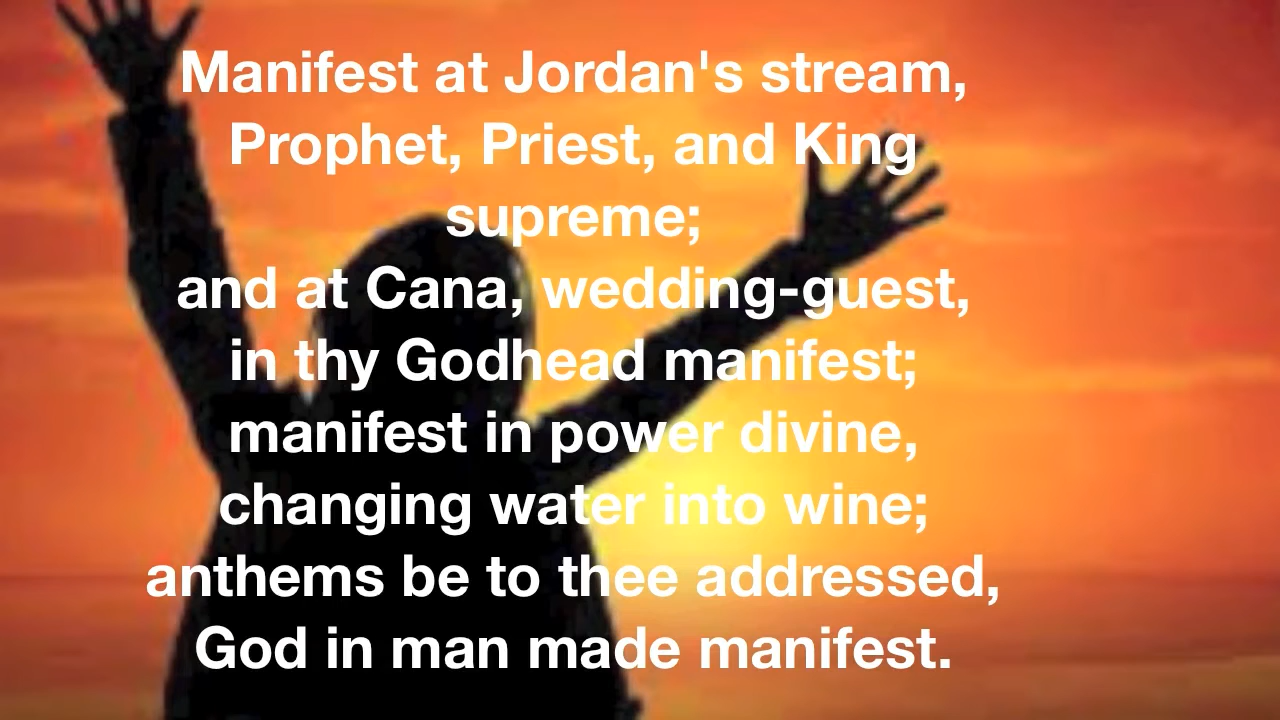 Manifest at Jordan's stream,
Prophet, Priest, and King
supreme;
and at Cana, wedding-guest,
in thy Godhead manifest;
manifest in power divine,
changing water into wine;
anthems be to thee addressed,
God in man made manifest.